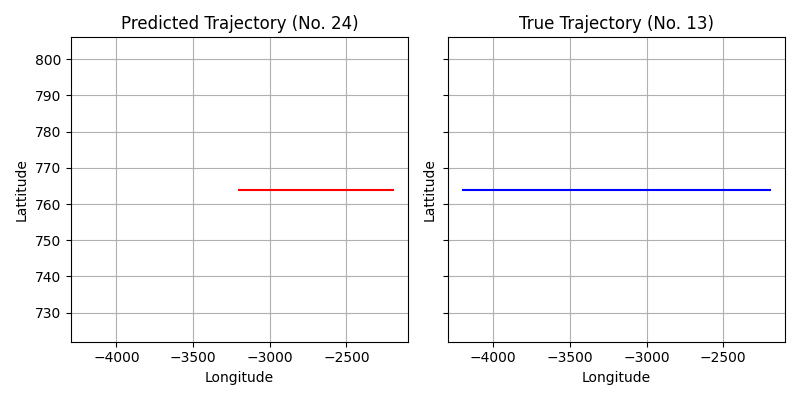 Predicted Trajectory (No. 24)
True Trajectory (No. 13)
Lattitude
800
790
780
770
760
750
740
730
−4000
−3500
−3000
−2500
Longitude
Lattitude
−4000
−3500
−3000
−2500
Longitude